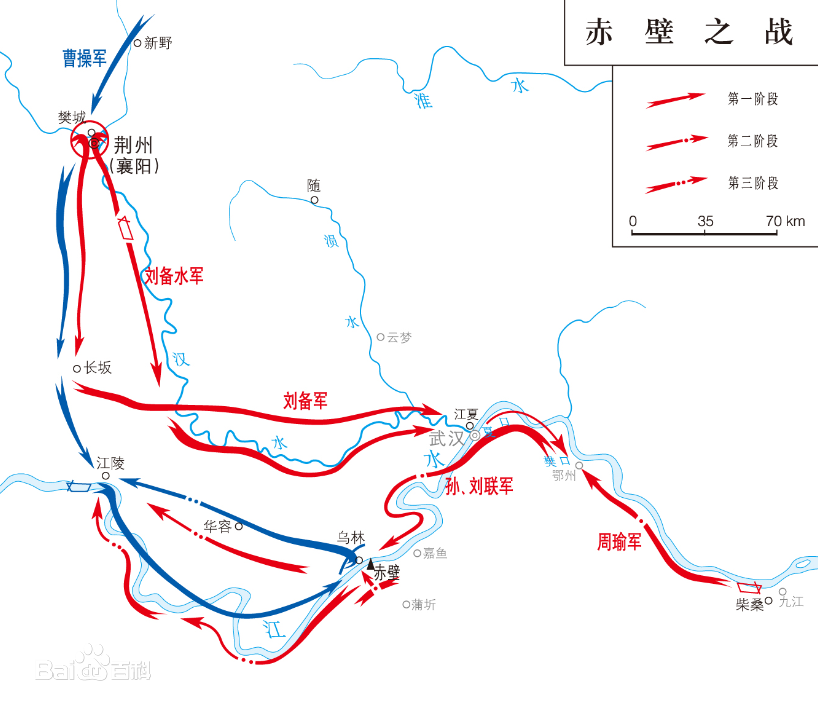 赤壁之战
第一阶段
第二阶段
第三阶段
0 35 70 km
曹操军
新野
樊城
荆州
(襄阳)
淮水
随
涢水
刘备水军
云梦
汉水
长坂
刘备军
江夏
武汉
夏口
樊口
鄂州
江陵
水
孙、刘联军
周瑜军
华容
乌林
赤壁
嘉鱼
蒲圻
江
柴桑
九江
Baidu百科